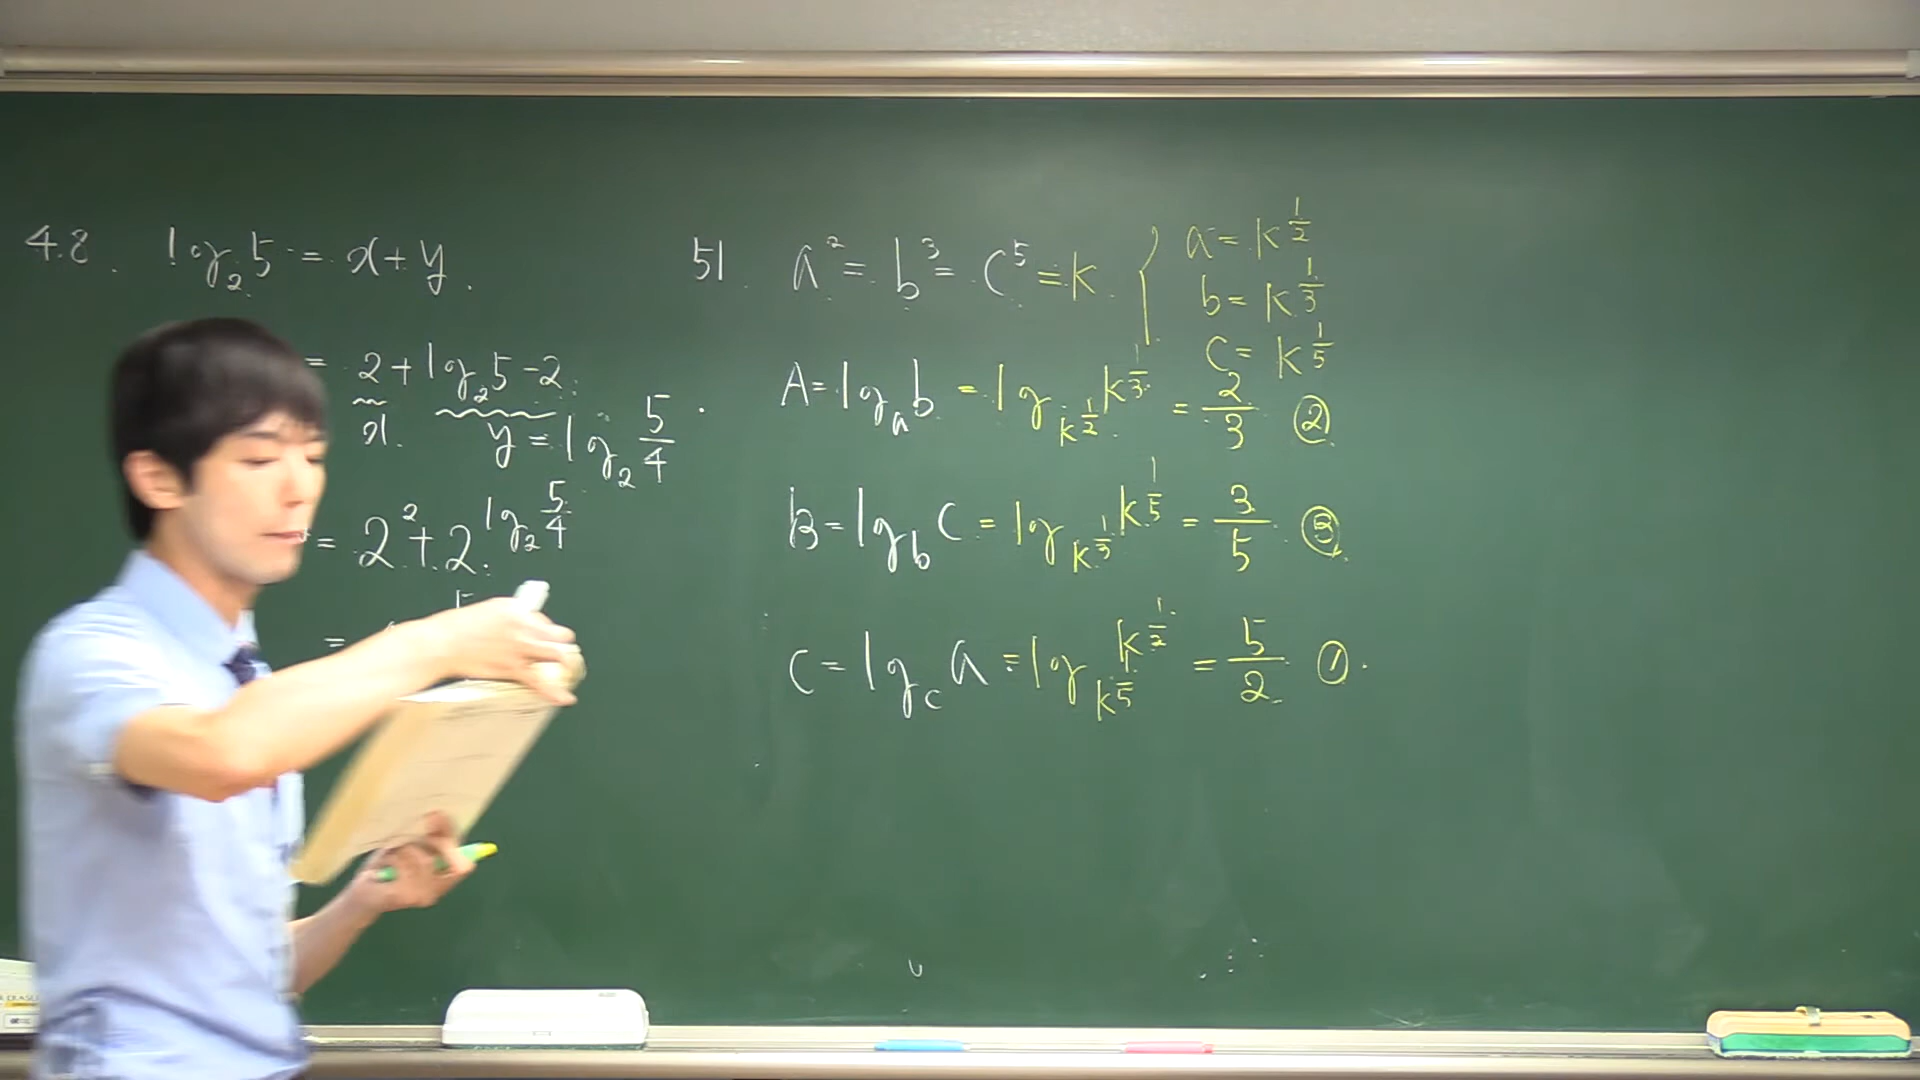 48. log₂5 = x+y.
= 2 + log₂5 - 2.
x. y = log₂ 5/4
= 2² + 2^(log₂ 5/4)
=
51. a² = b³ = c⁵ = k.
a = k^(1/2)
b = k^(1/3)
c = k^(1/5)
A = log_a b = log_(k^(1/2)) k^(1/3) = 2/3 ②
B = log_b c = log_(k^(1/3)) k^(1/5) = 3/5 ③
C = log_c a = log_(k^(1/5)) k^(1/2) = 5/2 ①.